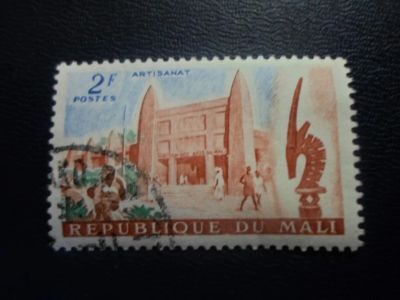 2F
ARTISANAT
POSTES
REPUBLIQUE DU MALI